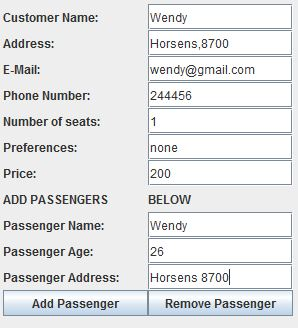 Customer Name: Wendy
Address: Horsens,8700
E-Mail: wendy@gmail.com
Phone Number: 244456
Number of seats: 1
Preferences: none
Price: 200
ADD PASSENGERS BELOW
Passenger Name: Wendy
Passenger Age: 26
Passenger Address: Horsens 8700
Add Passenger Remove Passenger